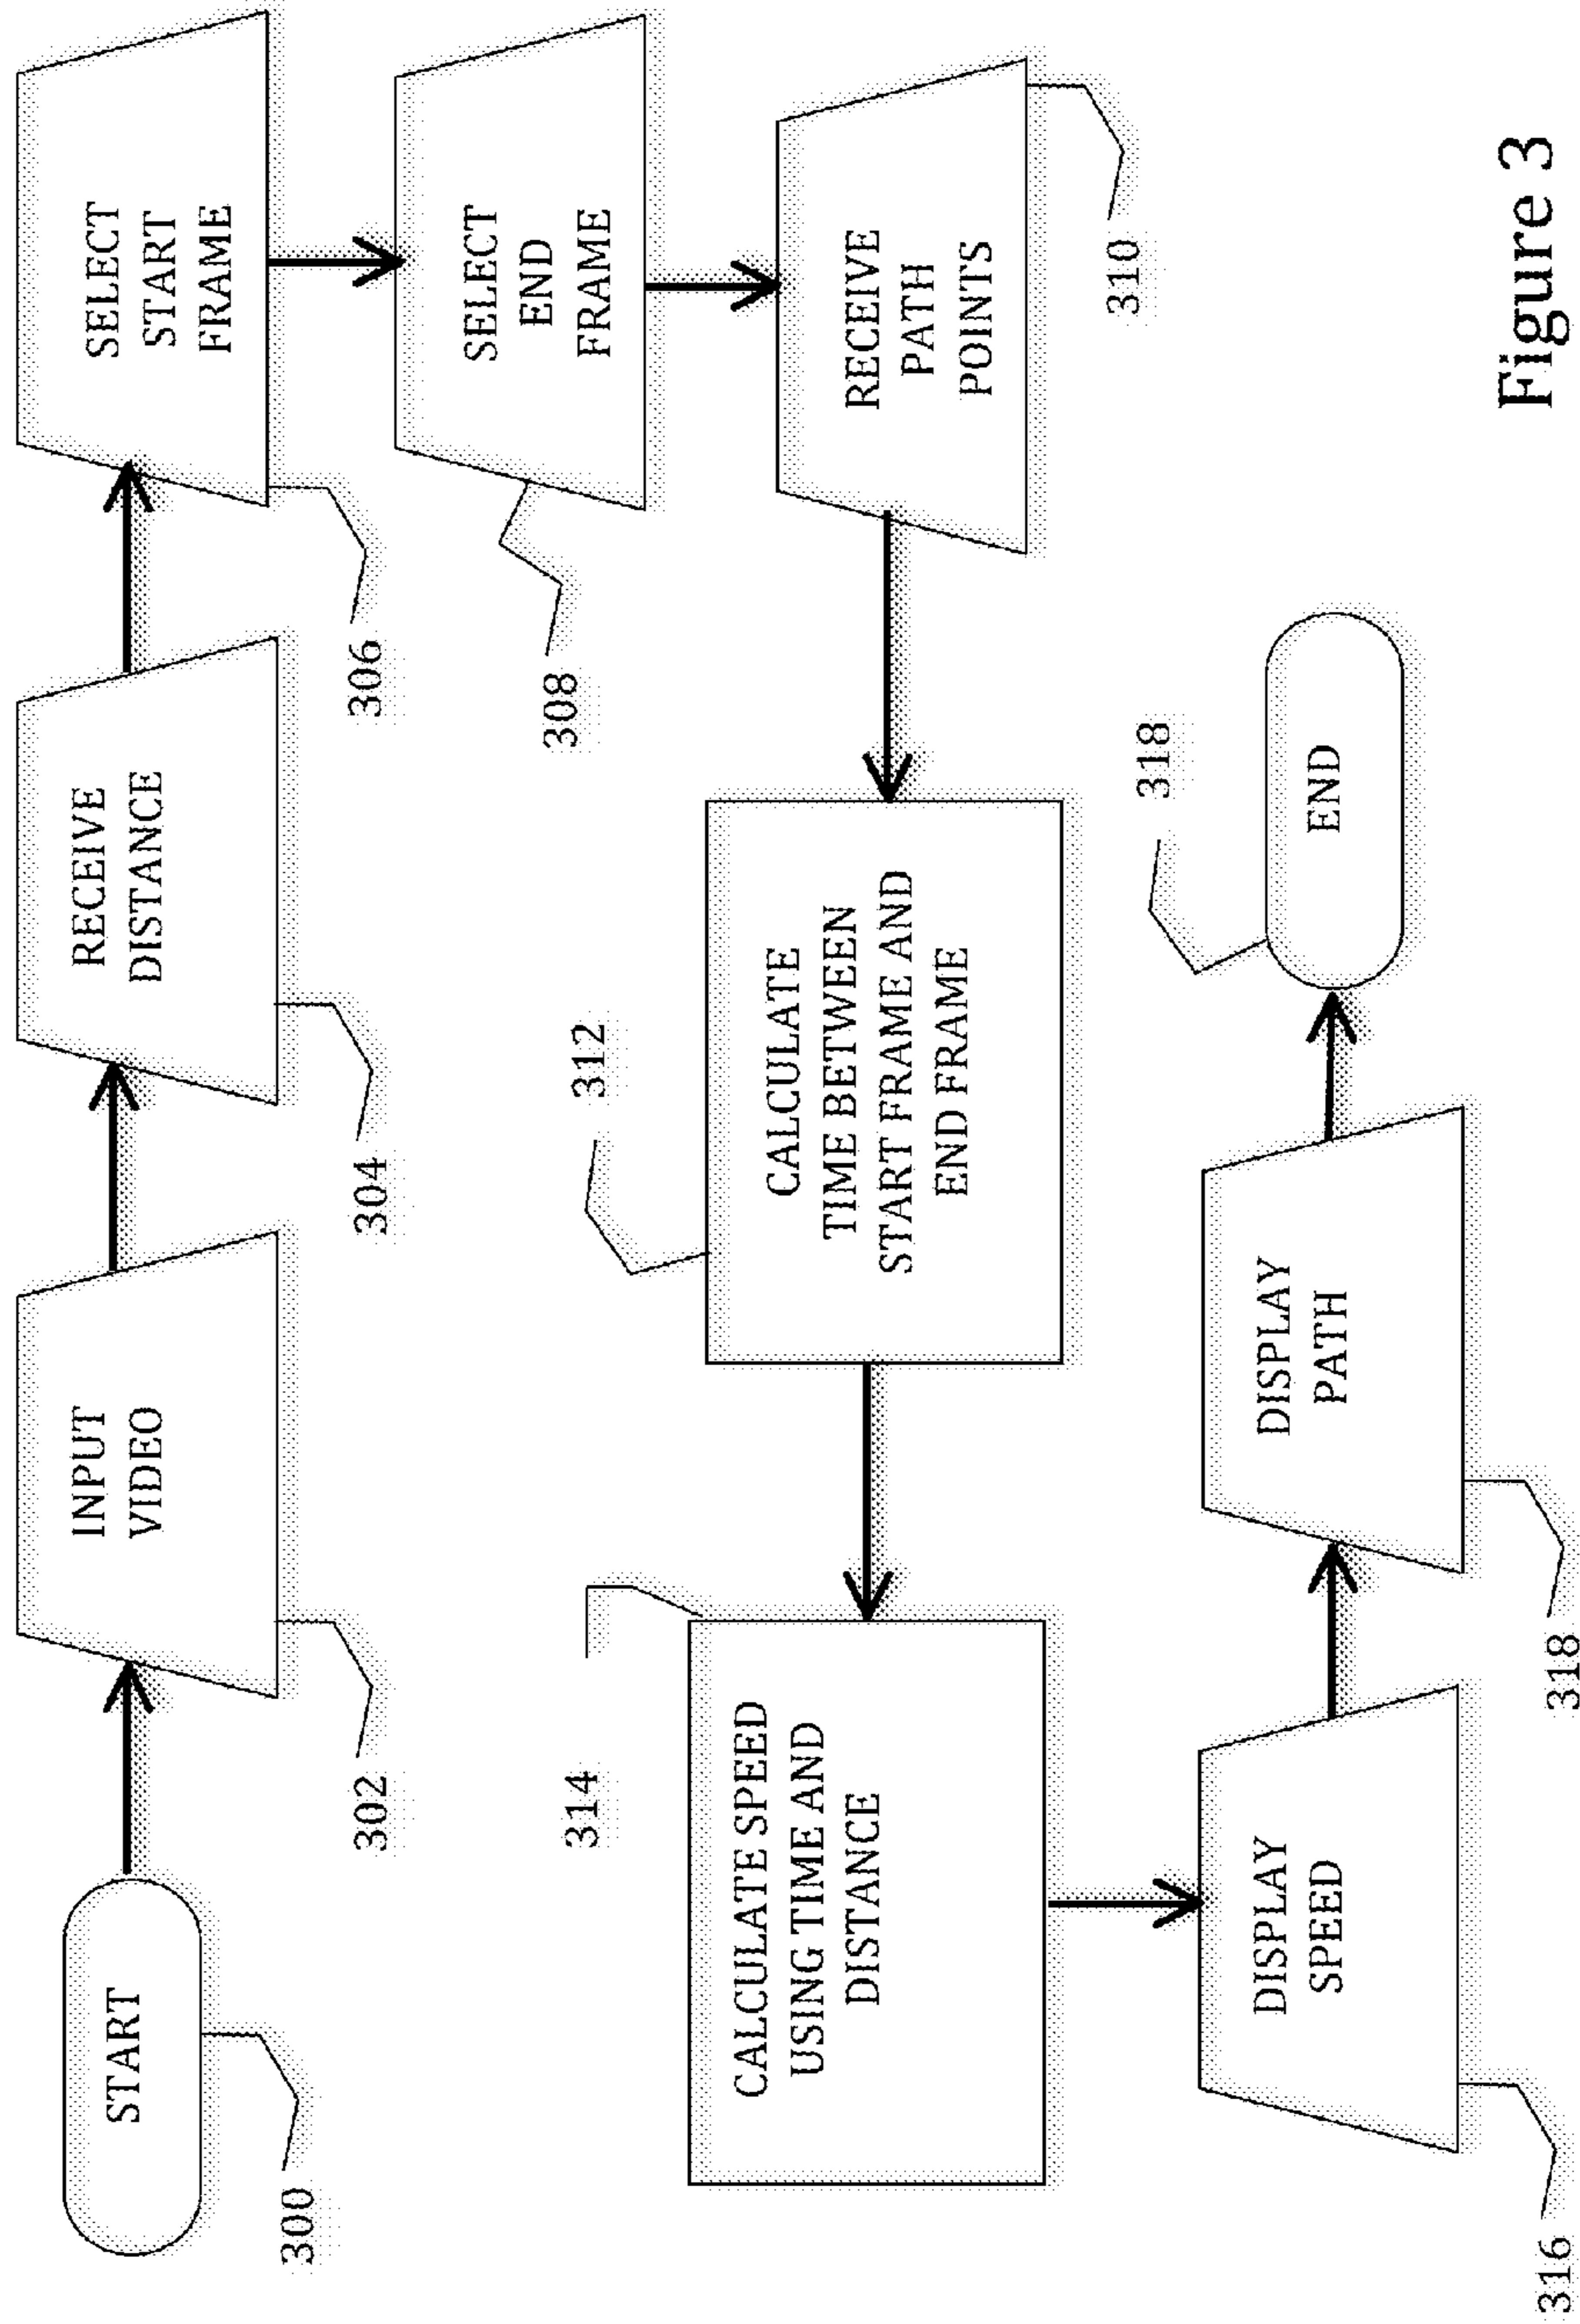 START
300
INPUT
VIDEO
302
RECEIVE
DISTANCE
304
SELECT
START
FRAME
306
SELECT
END
FRAME
308
RECEIVE
PATH
POINTS
310
CALCULATE
TIME BETWEEN
START FRAME AND
END FRAME
312
CALCULATE SPEED
USING TIME AND
DISTANCE
314
DISPLAY
SPEED
316
DISPLAY
PATH
318
END
318
Figure 3